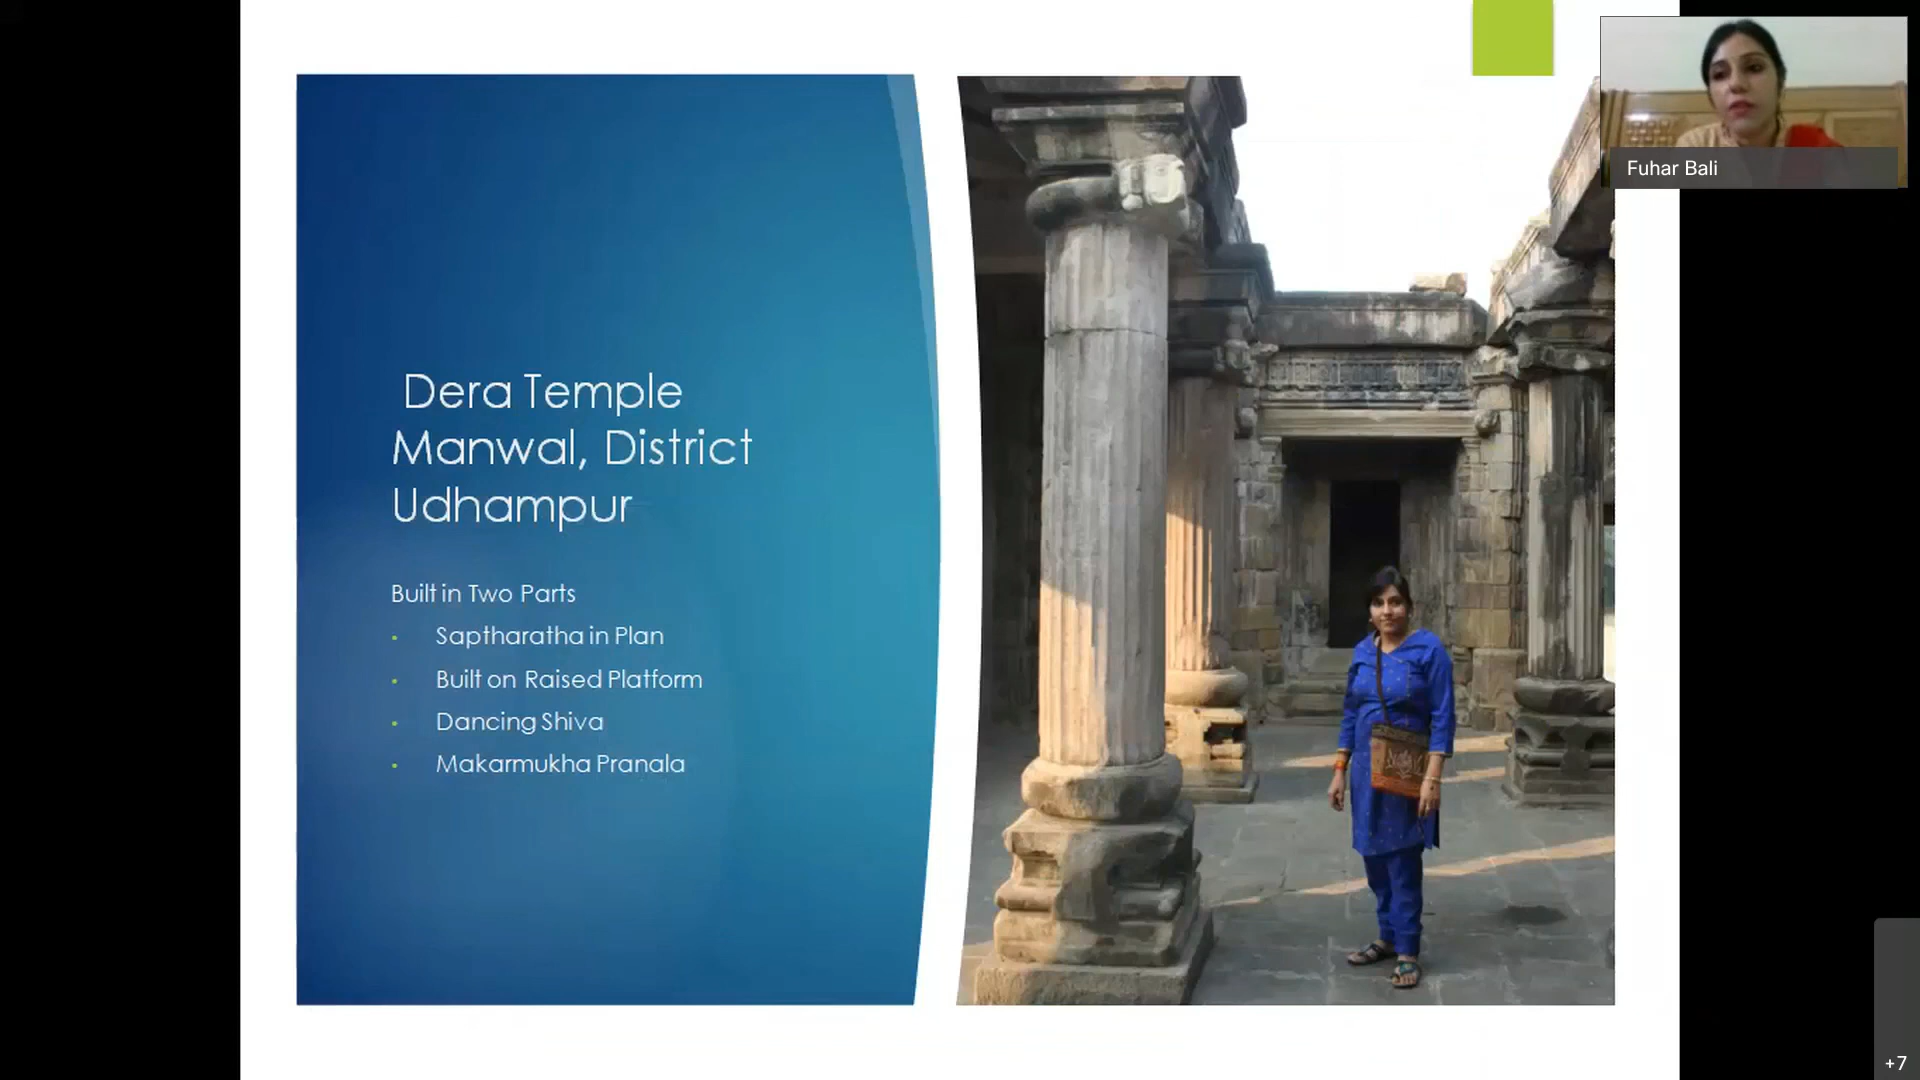 Dera Temple
Manwal, District
Udhampur
Built in Two Parts
• Saptharatha in Plan
• Built on Raised Platform
• Dancing Shiva
• Makarmukha Pranala
Fuhar Bali
+7